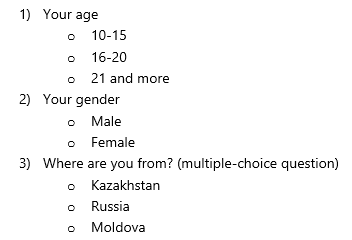 1) Your age
o 10-15
o 16-20
o 21 and more
2) Your gender
o Male
o Female
3) Where are you from? (multiple-choice question)
o Kazakhstan
o Russia
o Moldova